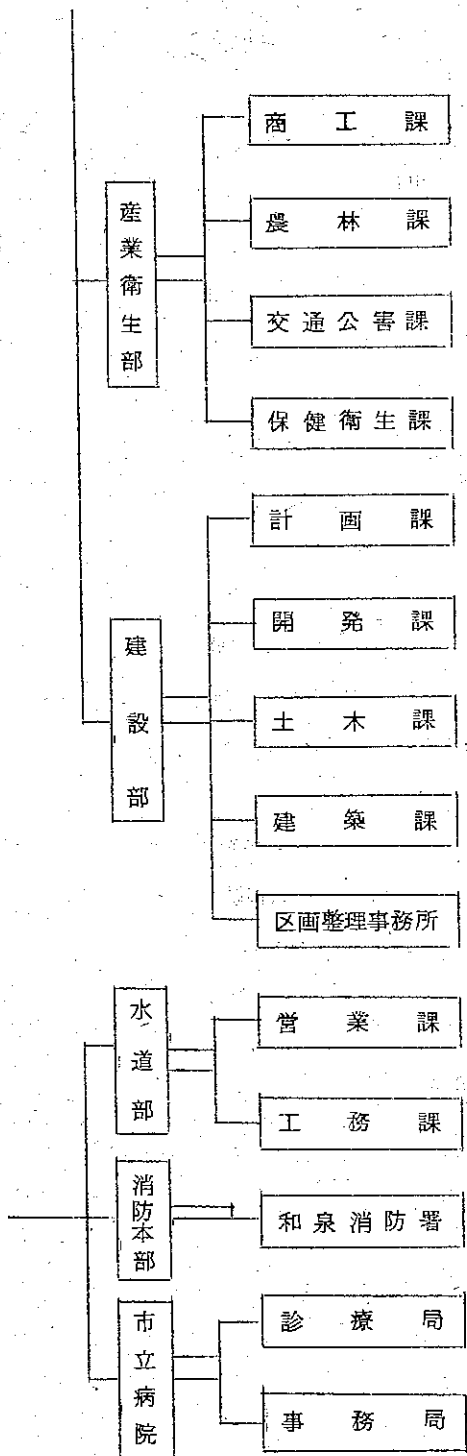 産業衛生部
商工課
農林課
交通公害課
保健衛生課
建設部
計画課
開発課
土木課
建築課
区画整理事務所
水道部
営業課
工務課
消防本部
和泉消防署
市立病院
診療局
事務局